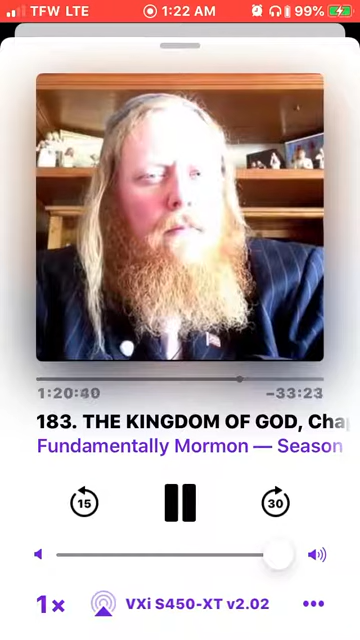 TFW LTE 1:22 AM 99%
1:20:40 -33:23
183. THE KINGDOM OF GOD, Cha
Fundamentally Mormon — Season
15 30
1x VXi S450-XT v2.02